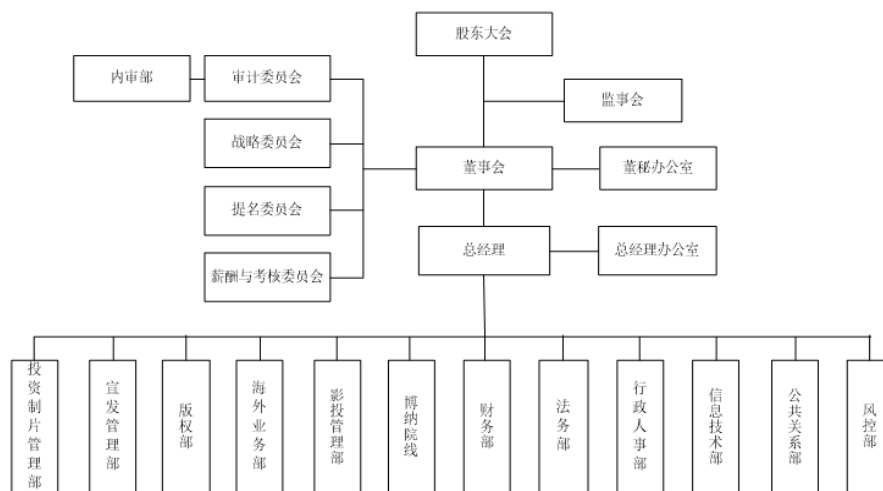 股东大会
内审部
审计委员会
监事会
战略委员会
董事会
董秘办公室
提名委员会
总经理
总经理办公室
薪酬与考核委员会
投资制片管理部
宣发管理部
版权部
海外业务部
影投管理部
博纳院线
财务部
法务部
行政人事部
信息技术部
公共关系部
风控部